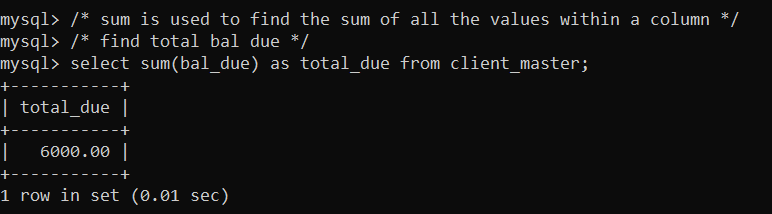 mysql> /* sum is used to find the sum of all the values within a column */
mysql> /* find total bal due */
mysql> select sum(bal_due) as total_due from client_master;
+-----------+
| total_due |
+-----------+
|   6000.00 |
+-----------+
1 row in set (0.01 sec)